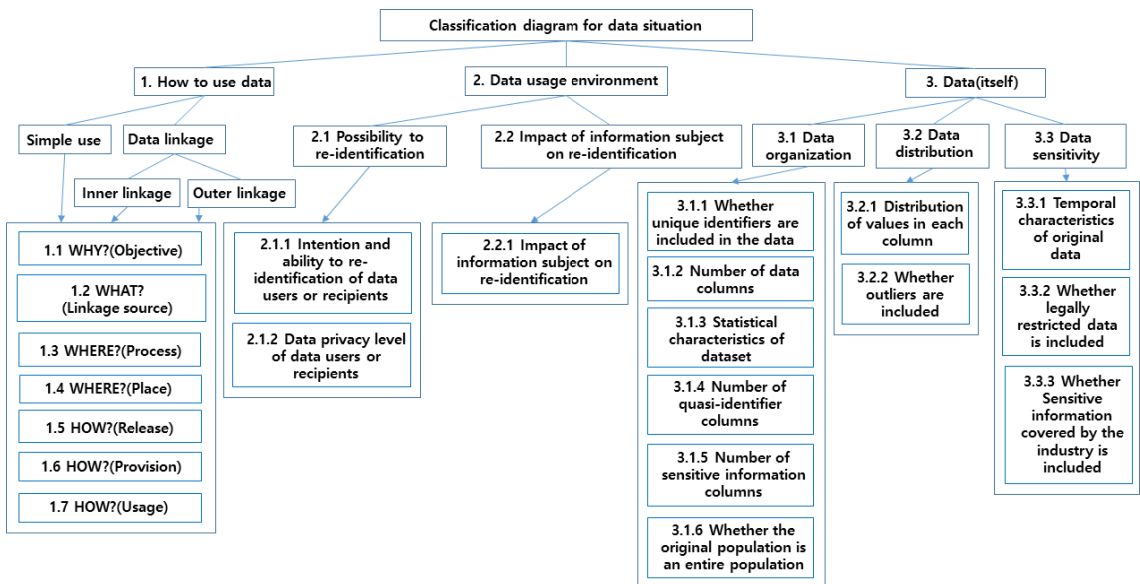 Classification diagram for data situation
1. How to use data
2. Data usage environment
3. Data(itself)
Simple use
Data linkage
Inner linkage
Outer linkage
1.1 WHY?(Objective)
1.2 WHAT?
(Linkage source)
1.3 WHERE?(Process)
1.4 WHERE?(Place)
1.5 HOW?(Release)
1.6 HOW?(Provision)
1.7 HOW?(Usage)
2.1 Possibility to
re-identification
2.1.1 Intention and
ability to re-
identification of data
users or recipients
2.1.2 Data privacy level
of data users or
recipients
2.2 Impact of information subject
on re-identification
2.2.1 Impact of
information subject on
re-identification
3.1 Data
organization
3.1.1 Whether
unique identifiers are
included in the data
3.1.2 Number of data
columns
3.1.3 Statistical
characteristics of
dataset
3.1.4 Number of
quasi-identifier
columns
3.1.5 Number of
sensitive information
columns
3.1.6 Whether the
original population is
an entire population
3.2 Data
distribution
3.2.1 Distribution
of values in each
column
3.2.2 Whether
outliers are
included
3.3 Data
sensitivity
3.3.1 Temporal
characteristics
of original
data
3.3.2 Whether
legally
restricted data
is included
3.3.3 Whether
Sensitive
information
covered by the
industry is
included